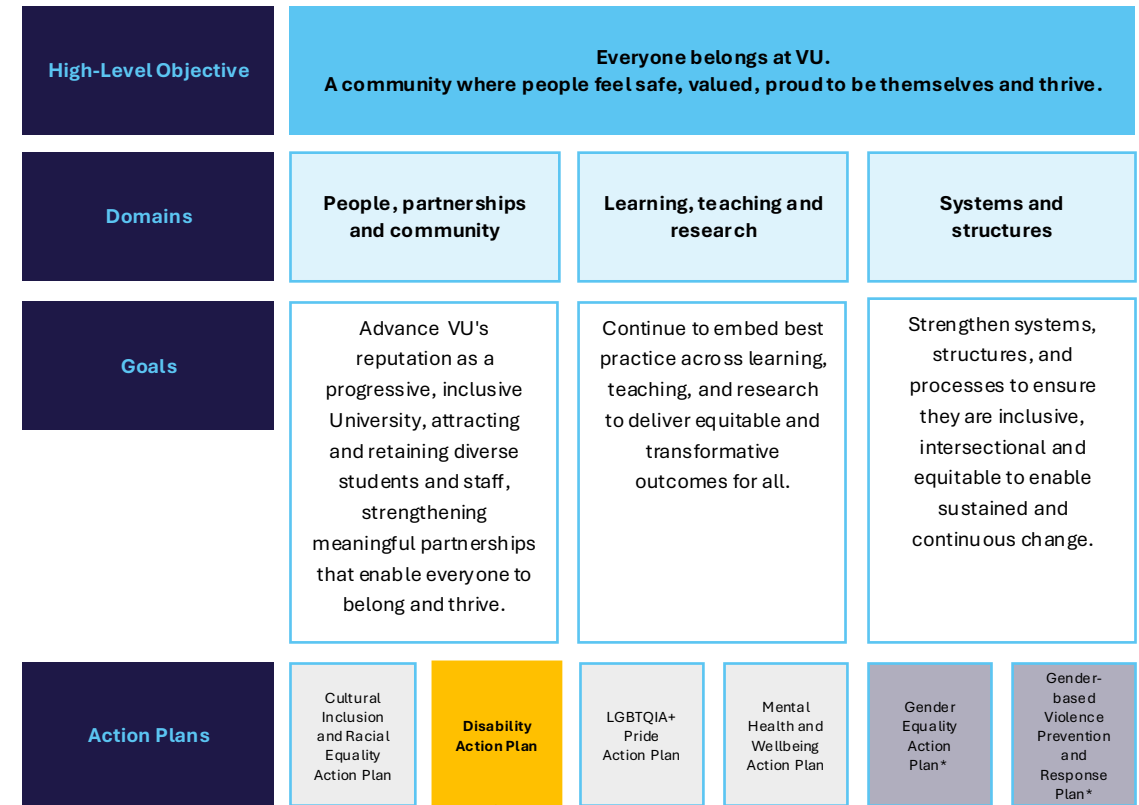 High-Level Objective
Everyone belongs at VU.
A community where people feel safe, valued, proud to be themselves and thrive.
Domains
People, partnerships
and community
Learning, teaching and
research
Systems and
structures
Goals
Advance VU's
reputation as a
progressive, inclusive
University, attracting
and retaining diverse
students and staff,
strengthening
meaningful partnerships
that enable everyone to
belong and thrive.
Continue to embed best
practice across learning,
teaching, and research
to deliver equitable and
transformative
outcomes for all.
Strengthen systems,
structures, and
processes to ensure
they are inclusive,
intersectional and
equitable to enable
sustained and
continuous change.
Action Plans
Cultural
Inclusion
and Racial
Equality
Action Plan
Disability
Action Plan
LGBTQIA+
Pride
Action Plan
Mental
Health and
Wellbeing
Action Plan
Gender
Equality
Action
Plan*
Gender-
based
Violence
Prevention
and
Response
Plan*